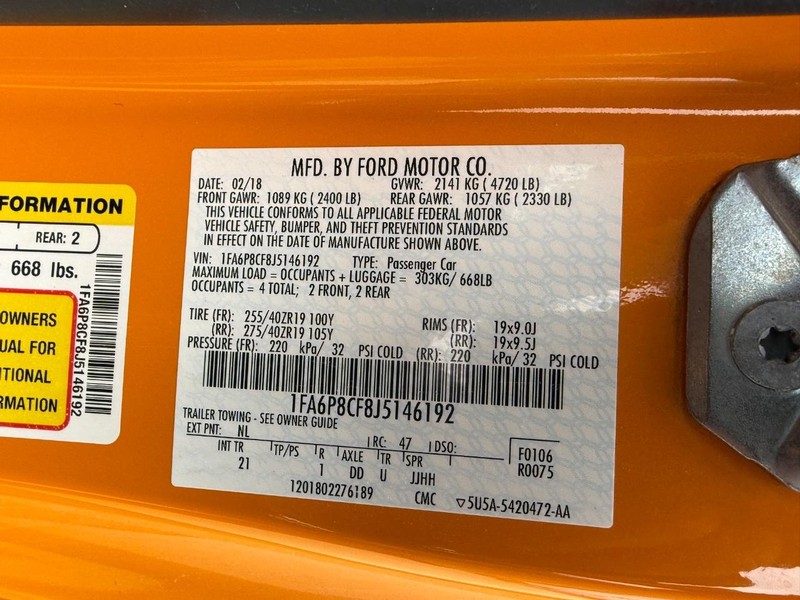 FORMATION
REAR: 2
668 lbs.
OWNERS
UAL FOR
ITIONAL
RMATION
1FA6P8CF8J5146192
MFD. BY FORD MOTOR CO.
DATE: 02/18 GVWR: 2141 KG ( 4720 LB)
FRONT GAWR: 1089 KG ( 2400 LB) REAR GAWR: 1057 KG ( 2330 LB)
THIS VEHICLE CONFORMS TO ALL APPLICABLE FEDERAL MOTOR
VEHICLE SAFETY, BUMPER, AND THEFT PREVENTION STANDARDS
IN EFFECT ON THE DATE OF MANUFACTURE SHOWN ABOVE.
VIN: 1FA6P8CF8J5146192 TYPE: Passenger Car
MAXIMUM LOAD = OCCUPANTS + LUGGAGE = 303KG/ 668LB
OCCUPANTS = 4 TOTAL; 2 FRONT, 2 REAR
TIRE (FR): 255/40ZR19 100Y RIMS (FR): 19x9.0J
(RR): 275/40ZR19 105Y (RR): 19x9.5J
PRESSURE (FR): 220 kPa/ 32 PSI COLD (RR): 220 kPa/ 32 PSI COLD
1FA6P8CF8J5146192
TRAILER TOWING - SEE OWNER GUIDE
EXT PNT: NL RC: 47 DSO: F0106
INT TR TP/PS R AXLE TR SPR R0075
21 1 DD U JJHH
1201802276189 CMC ▽5U5A-5420472-AA